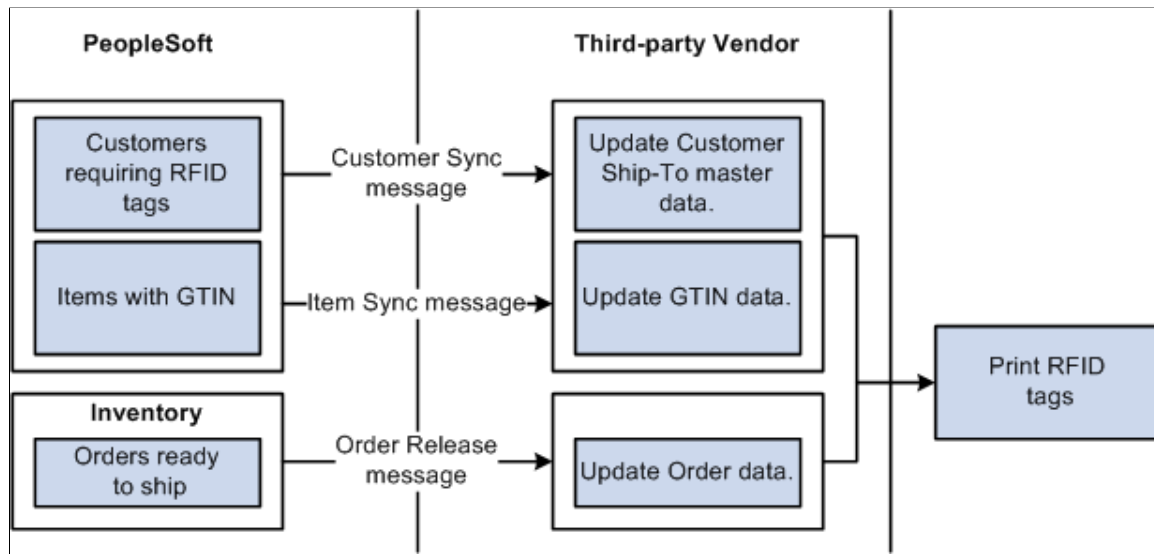 PeopleSoft
Third-party Vendor
Customers
requiring RFID
tags
Customer Sync
message
Update Customer
Ship-To master
data.
Items with GTIN
Item Sync message
Update GTIN data.
Print RFID
tags
Inventory
Orders ready
to ship
Order Release
message
Update Order data.